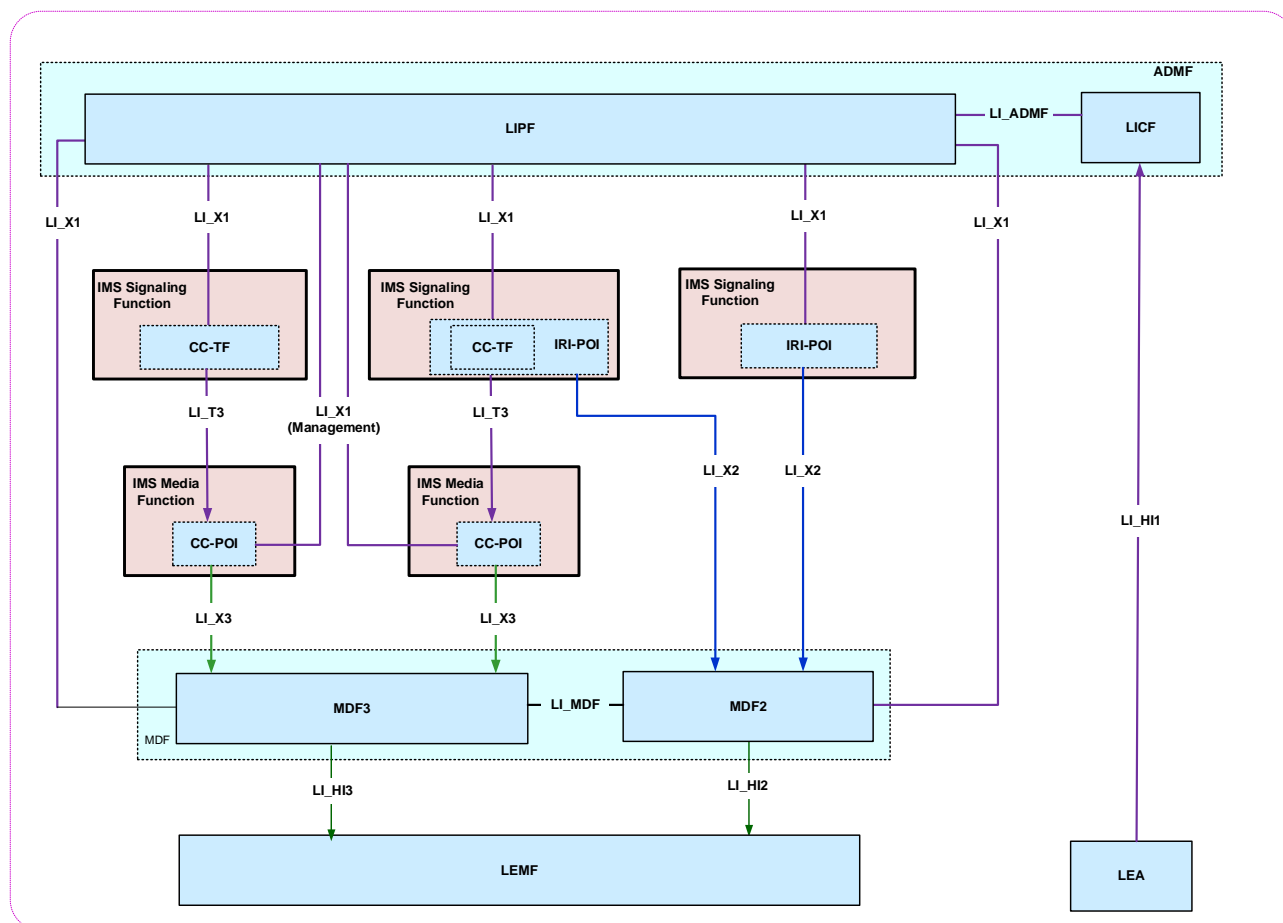 ADMF
LIPF
LI_ADMF
LICF
LI_X1
LI_X1
LI_X1
LI_X1
LI_X1
IMS Signaling
Function
CC-TF
IMS Signaling
Function
CC-TF
IRI-POI
IMS Signaling
Function
IRI-POI
LI_T3
LI_X1
(Management)
LI_T3
LI_X2
LI_X2
IMS Media
Function
CC-POI
IMS Media
Function
CC-POI
LI_HI1
LI_X3
LI_X3
MDF3
LI_MDF
MDF2
MDF
LI_HI3
LI_HI2
LEMF
LEA